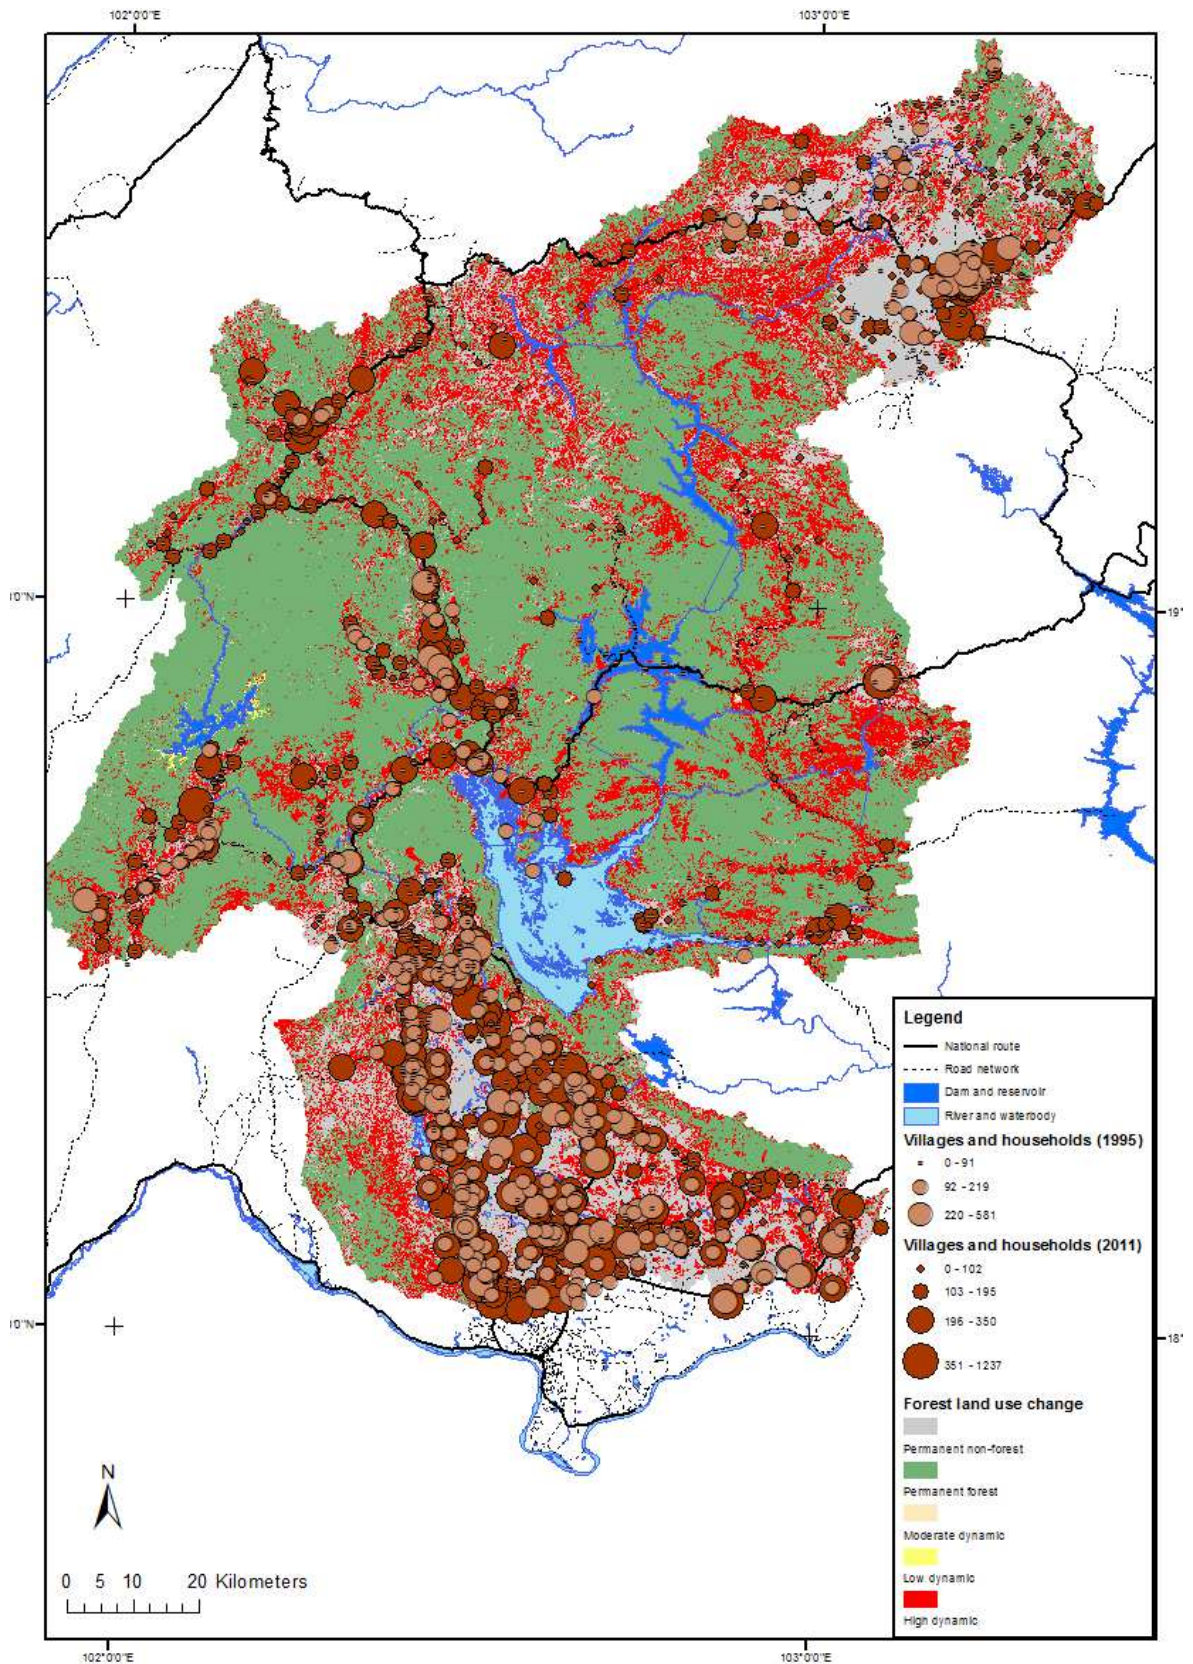 102°0'0"E 103°0'0"E
0'N 19°
0'N 18°
Legend
National route
Road network
Dam and reservoir
River and waterbody
Villages and households (1995)
0 - 91
92 - 219
220 - 581
Villages and households (2011)
0 - 102
103 - 195
196 - 350
351 - 1237
Forest land use change
Permanent non-forest
Permanent forest
Moderate dynamic
Low dynamic
High dynamic
N
0 5 10 20 Kilometers
102°0'0"E 103°0'0"E